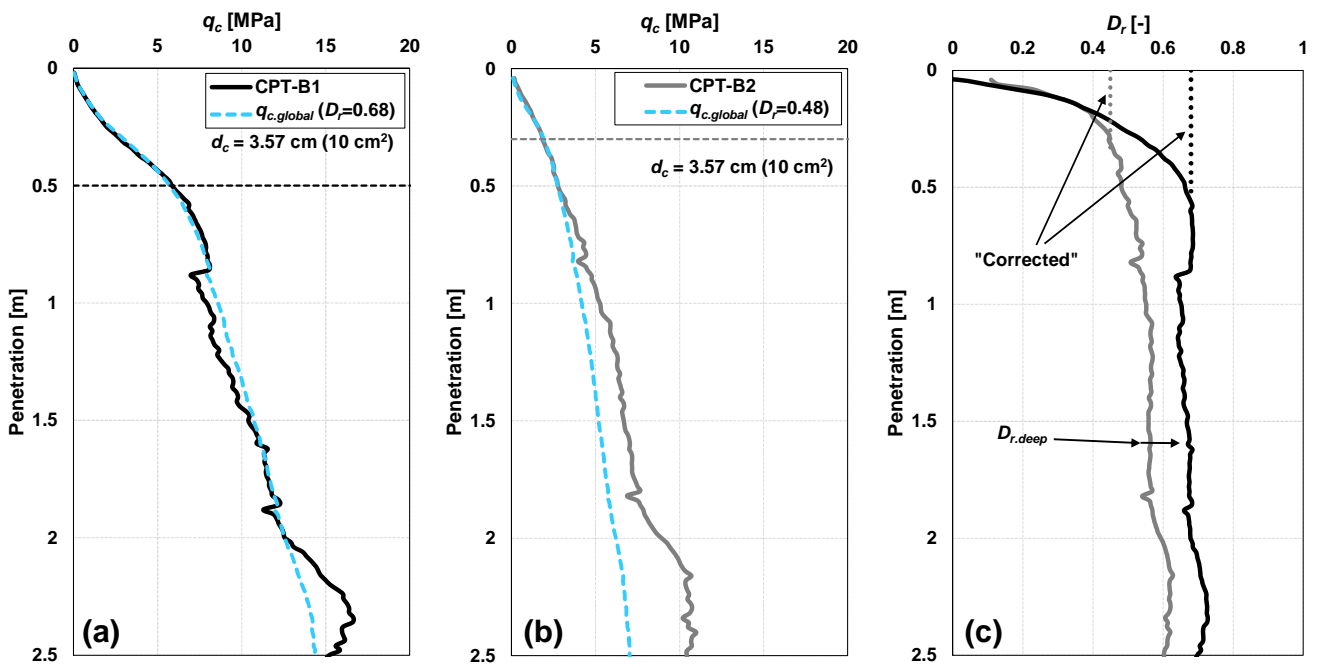 q_c [MPa]
0 5 10 15 20
0
0.5
1
1.5
2
2.5
Penetration [m]
CPT-B1
q_c.global (D_r=0.68)
d_c = 3.57 cm (10 cm²)
(a)
q_c [MPa]
0 5 10 15 20
0
0.5
1
1.5
2
2.5
Penetration [m]
CPT-B2
q_c.global (D_r=0.48)
d_c = 3.57 cm (10 cm²)
(b)
D_r [-]
0 0.2 0.4 0.6 0.8 1
0
0.5
1
1.5
2
2.5
Penetration [m]
"Corrected"
D_r.deep
(c)